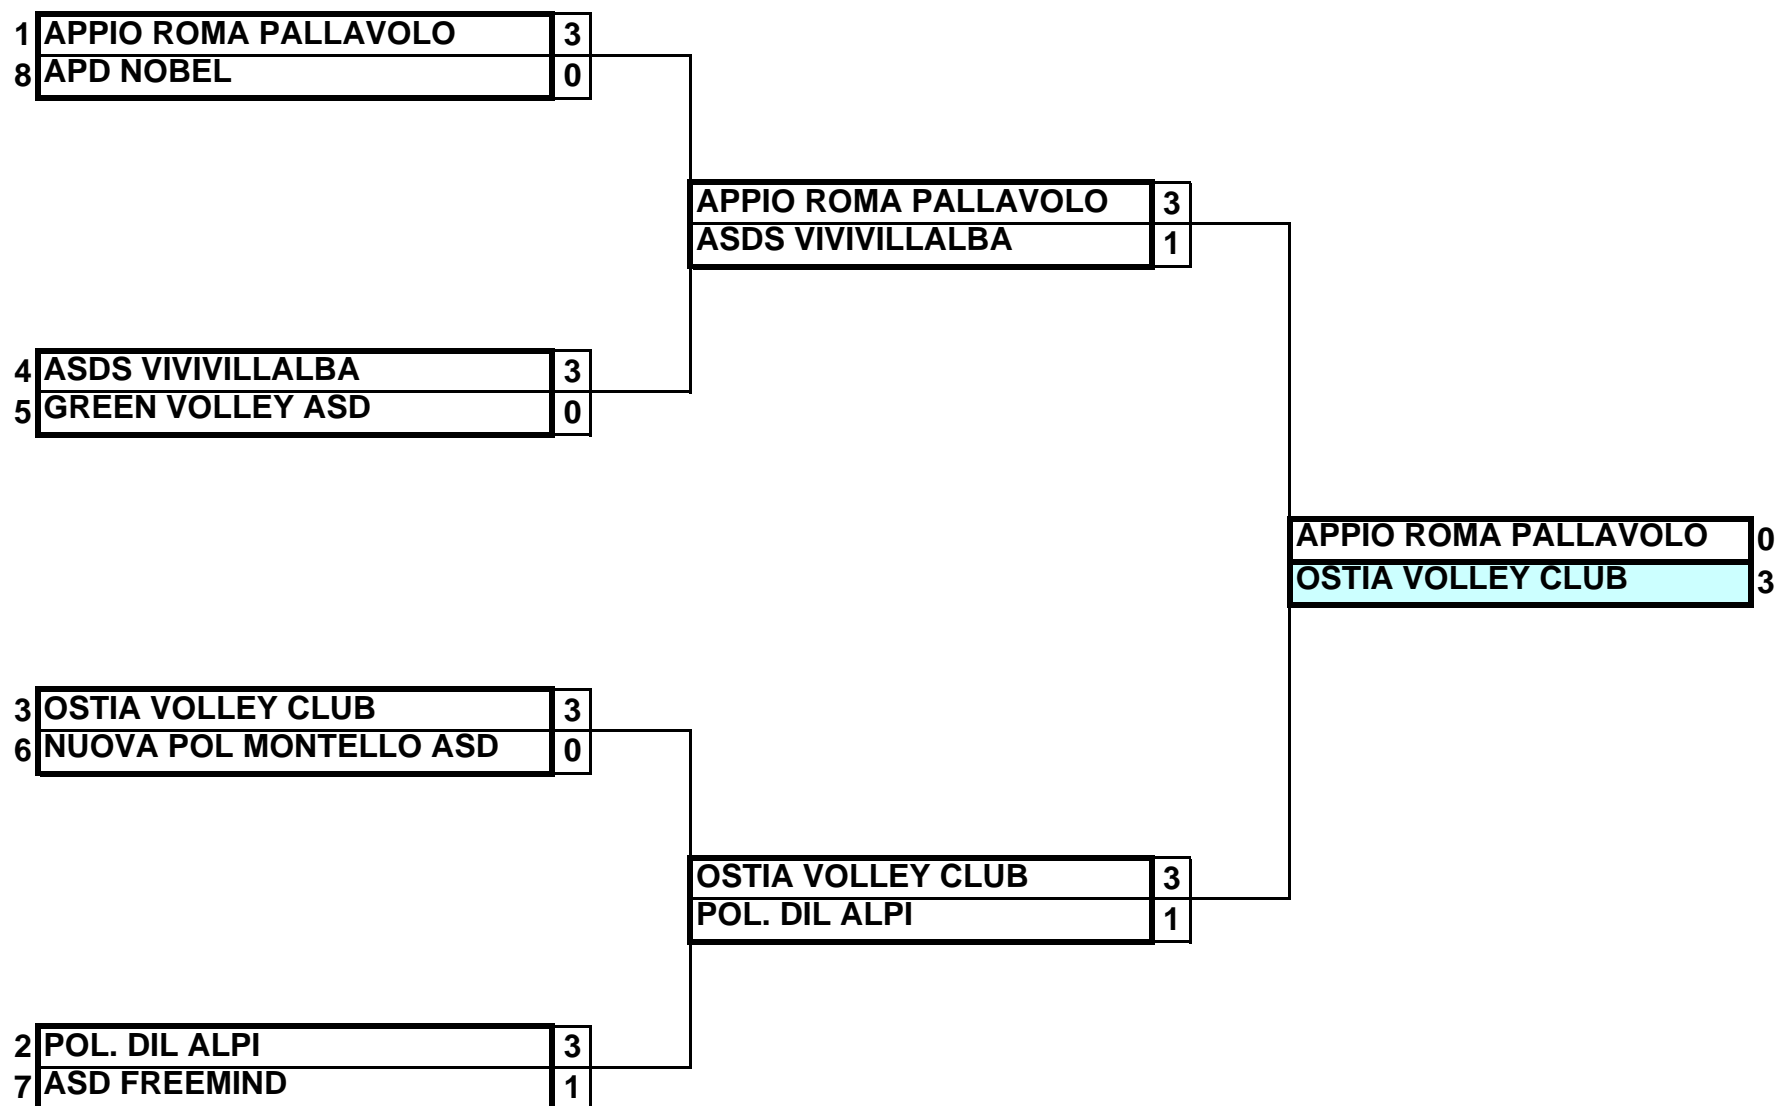 1 APPIO ROMA PALLAVOLO 3
8 APD NOBEL 0
APPIO ROMA PALLAVOLO 3
ASDS VIVIVILLALBA 1
4 ASDS VIVIVILLALBA 3
5 GREEN VOLLEY ASD 0
APPIO ROMA PALLAVOLO 0
OSTIA VOLLEY CLUB 3
3 OSTIA VOLLEY CLUB 3
6 NUOVA POL MONTELLO ASD 0
OSTIA VOLLEY CLUB 3
POL. DIL ALPI 1
2 POL. DIL ALPI 3
7 ASD FREEMIND 1